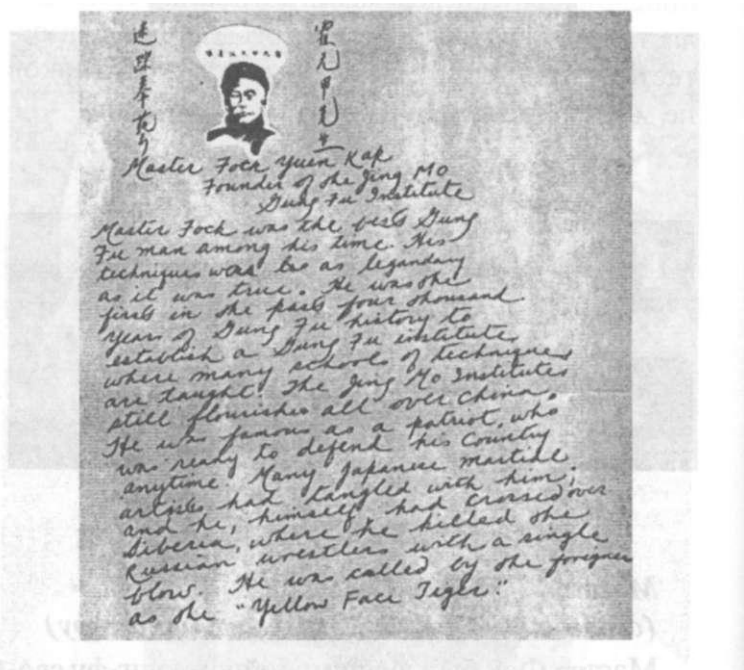 霍元甲先生
Master Fock Yuen Kap
Founder of the Jing Mo
Gung Fu Institute
Master Fock was the best Gung
Fu man among his time. His
techniques was as legendary
as it was true. He was the
first in the past four thousand
years of Gung Fu history to
establish a Gung Fu institute
where many schools of techniques
are taught. The Jing Mo Institutes
still flourishes all over China.
He was famous as a patriot, who
was ready to defend his country
anytime. Many Japanese martial
artists had tangled with him;
and he, himself had crossed over
Siberia, where he killed the
Russian wrestlers with a single
blow. He was called by the foreigner
as the "Yellow Face Tiger."